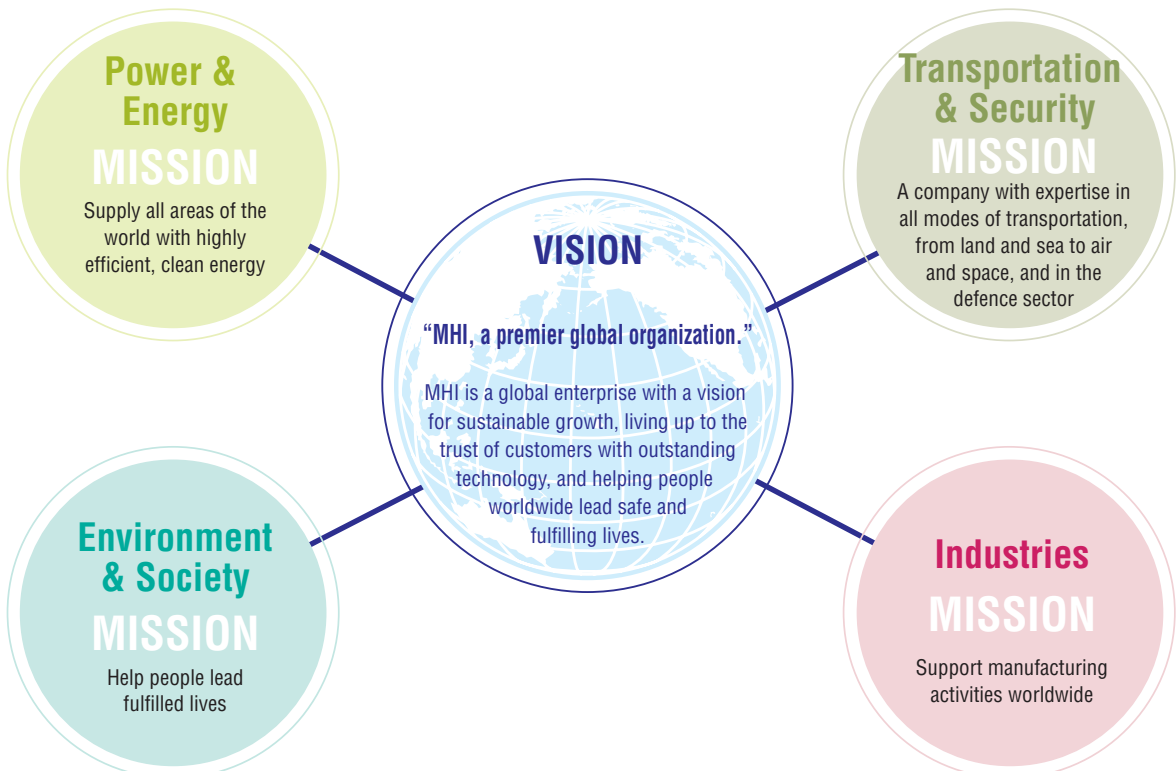 Power &
Energy
MISSION
Supply all areas of the
world with highly
efficient, clean energy
Transportation
& Security
MISSION
A company with expertise in
all modes of transportation,
from land and sea to air
and space, and in the
defence sector
VISION
“MHI, a premier global organization.”
MHI is a global enterprise with a vision
for sustainable growth, living up to the
trust of customers with outstanding
technology, and helping people
worldwide lead safe and
fulfilling lives.
Environment
& Society
MISSION
Help people lead
fulfilled lives
Industries
MISSION
Support manufacturing
activities worldwide